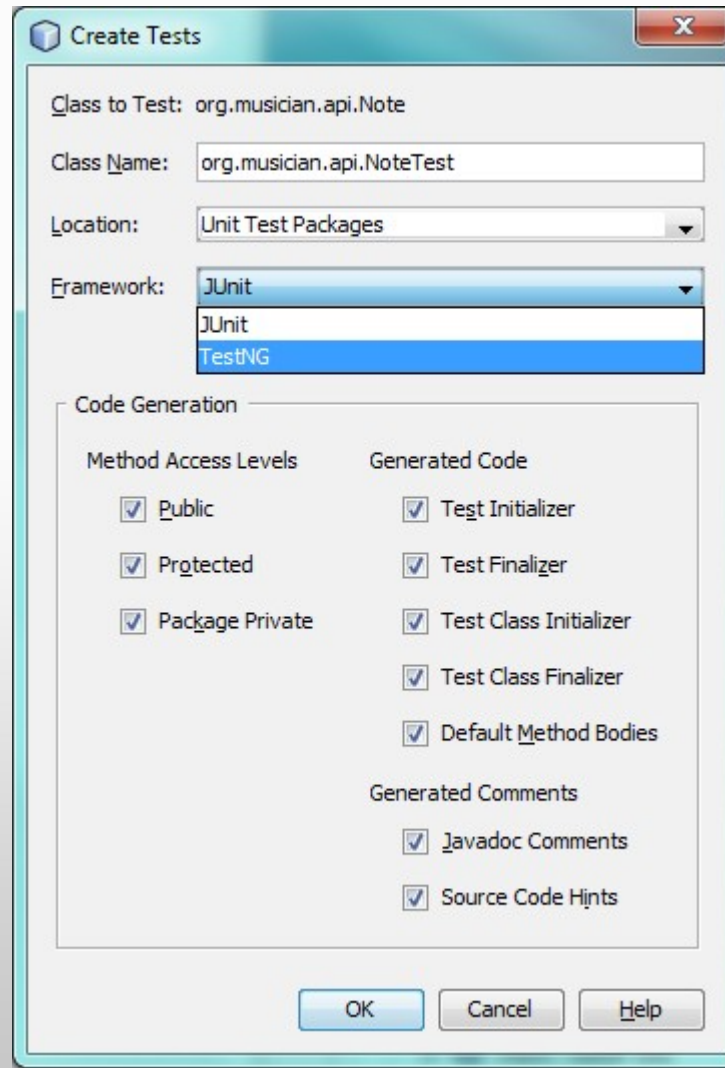 Create Tests
Class to Test: org.musician.api.Note
Class Name: org.musician.api.NoteTest
Location: Unit Test Packages
Framework: JUnit
JUnit
TestNG
Code Generation
Method Access Levels
Public
Protected
Package Private
Generated Code
Test Initializer
Test Finalizer
Test Class Initializer
Test Class Finalizer
Default Method Bodies
Generated Comments
Javadoc Comments
Source Code Hints
OK Cancel Help